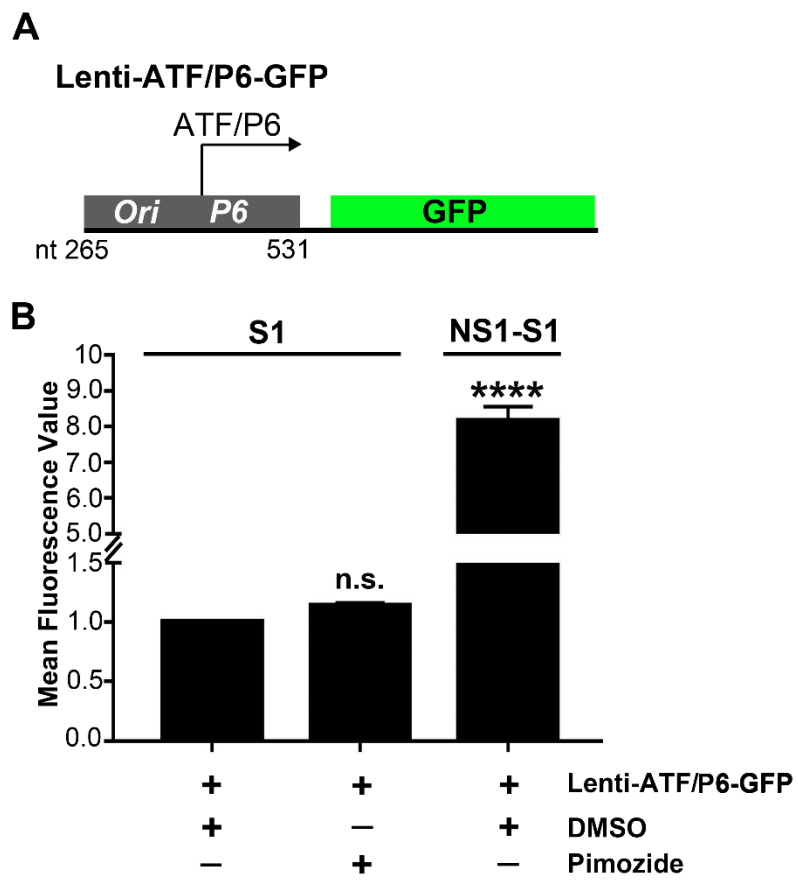 A
Lenti-ATF/P6-GFP
ATF/P6
Ori P6 GFP
nt 265 531
B
S1 NS1-S1
Mean Fluorescence Value
10
9.0
8.0
7.0
6.0
5.0
1.5
1.0
0.5
0.0
n.s.
****
+ + + Lenti-ATF/P6-GFP
+ – + DMSO
– + – Pimozide